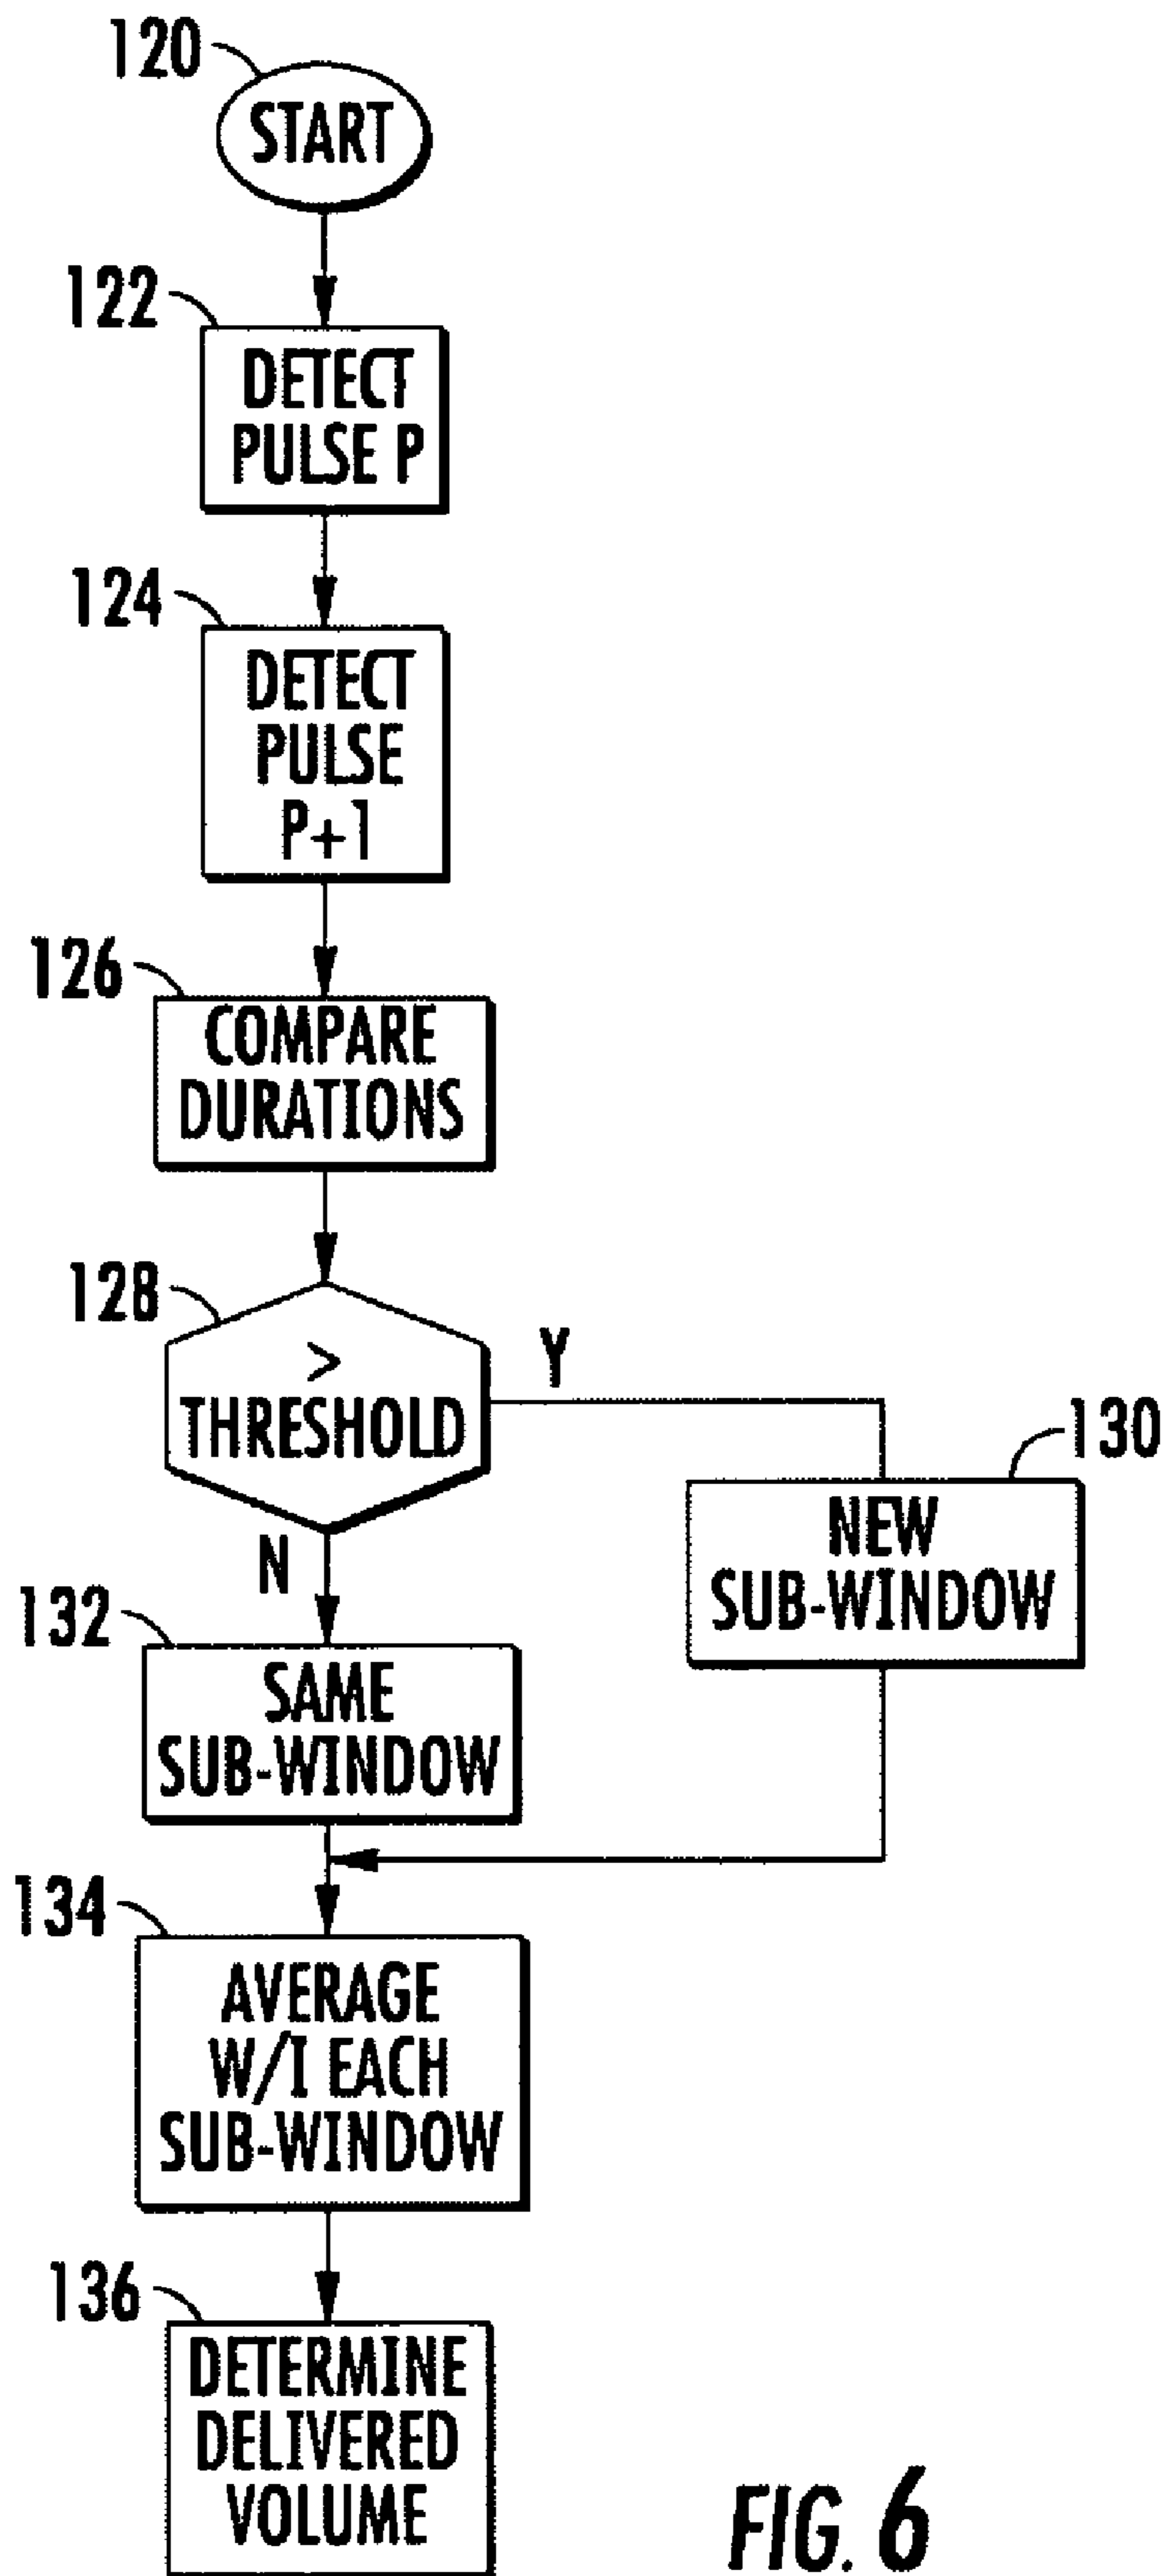 120
START
122
DETECT
PULSE P
124
DETECT
PULSE
P+1
126
COMPARE
DURATIONS
128
>
THRESHOLD
Y
130
NEW
SUB-WINDOW
N
132
SAME
SUB-WINDOW
134
AVERAGE
W/I EACH
SUB-WINDOW
136
DETERMINE
DELIVERED
VOLUME
FIG. 6